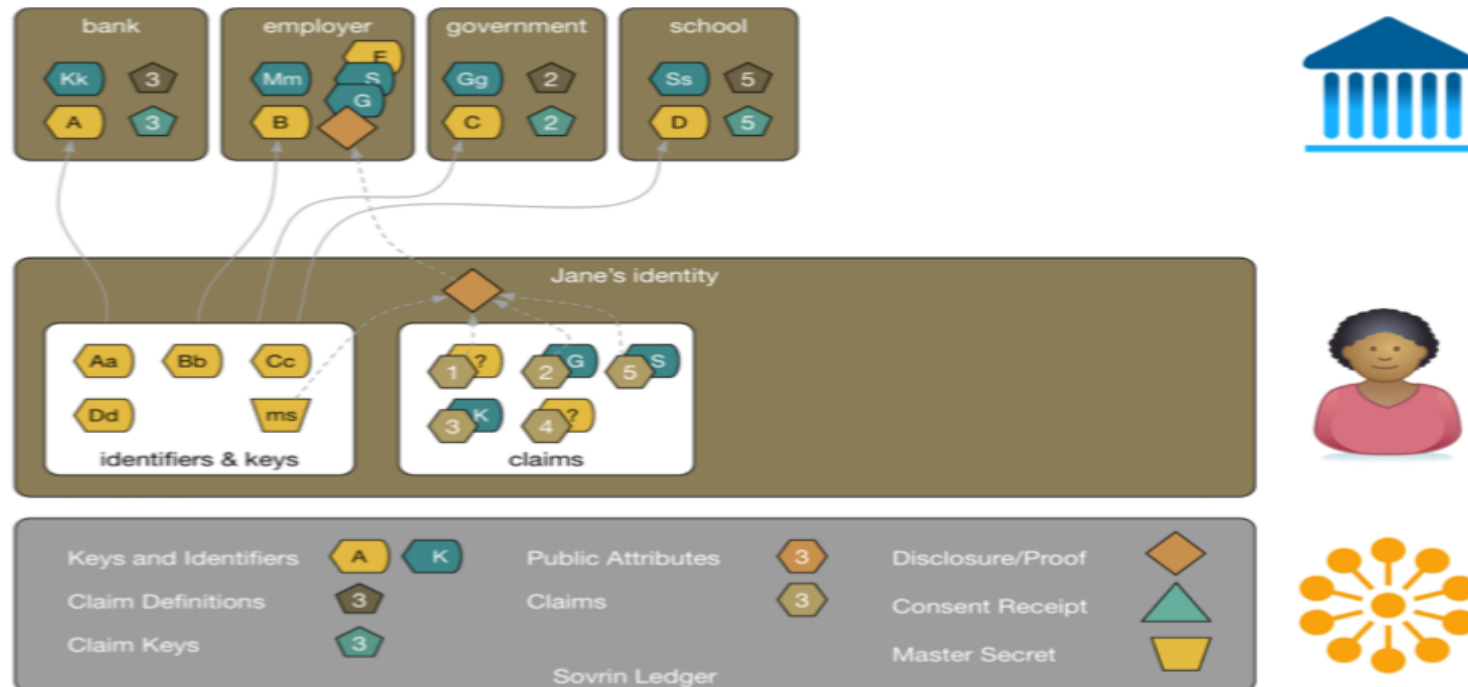 bank employer government school
E
Kk 3 Mm S Gg 2 Ss 5
G
A 3 B C 2 D 5
Jane's identity
Aa Bb Cc 1 ? 2 G 5 S
Dd ms 3 K 4 ?
identifiers & keys claims
Keys and Identifiers A K Public Attributes 3 Disclosure/Proof
Claim Definitions 3 Claims 3 Consent Receipt
Claim Keys 3 Master Secret
Sovrin Ledger